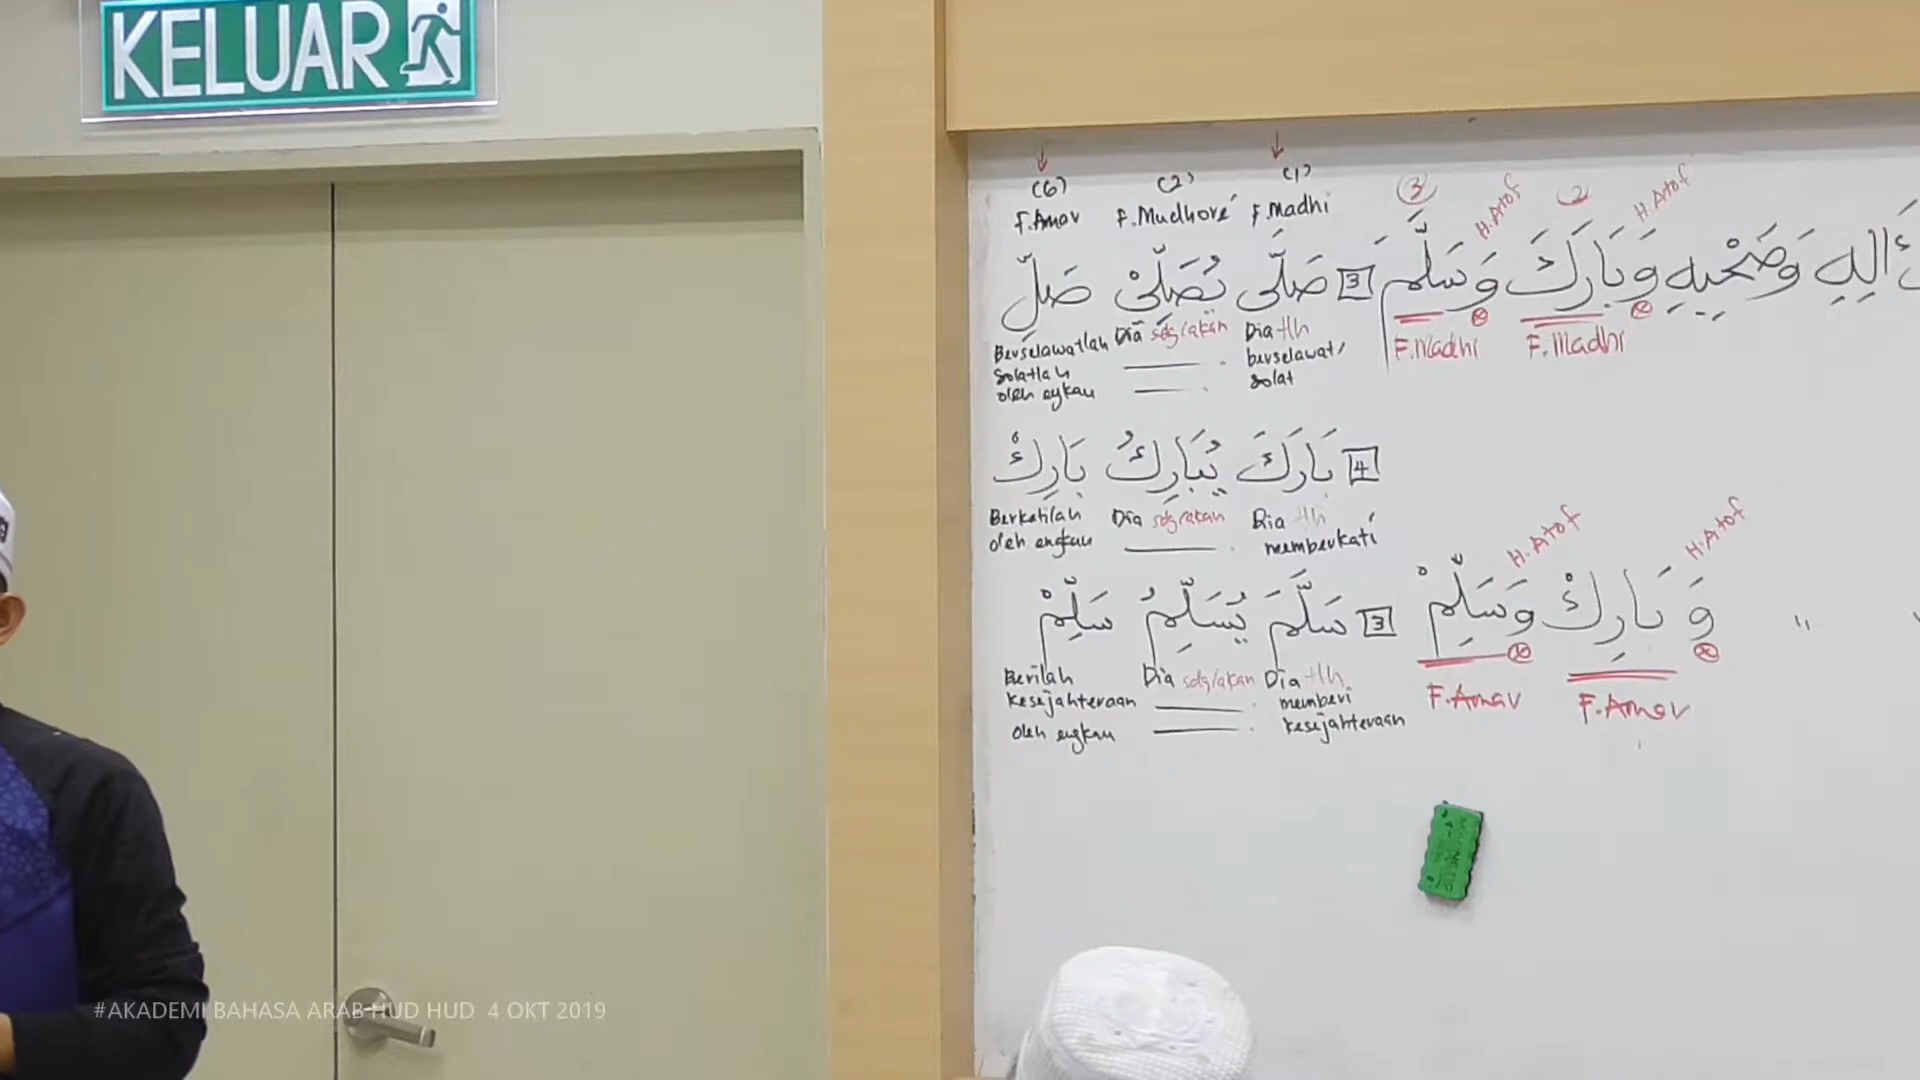 KELUAR
(6) (2) (1) ③ H.Atof ② H.Atof
F.Amar F.Mudhore' F.Madhi
وَصَحْبِهِ وَبَارَكَ وَسَلَّمَ
F.Madhi F.Madhi
3 صَلَّى يُصَلِّيْ صَلِّ
Berselawatlah Dia sdg/akan Dia tlh
solatlah berselawat/
oleh engkau solat
4 بَارَكَ يُبَارِكُ بَارِكْ
Berkatilah Dia sdg/akan Dia tlh
oleh engkau memberkati
H.Atof H.Atof
وَ بَارِكْ وَسَلِّمْ
F.Amar F.Amar
3 سَلَّمَ يُسَلِّمُ سَلِّمْ
Berilah Dia sdg/akan Dia tlh
kesejahteraan memberi
oleh engkau kesejahteraan
#AKADEMI BAHASA ARAB HUD HUD 4 OKT 2019